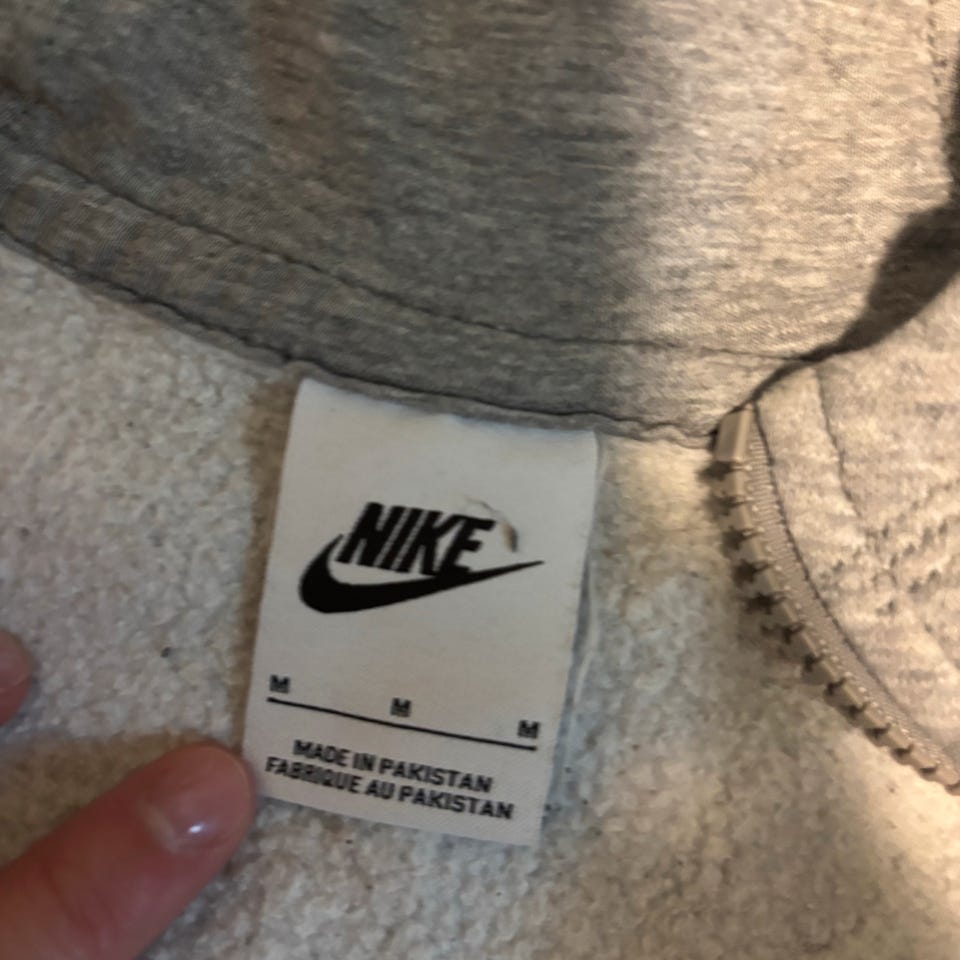 NIKE
M M M
MADE IN PAKISTAN
FABRIQUE AU PAKISTAN